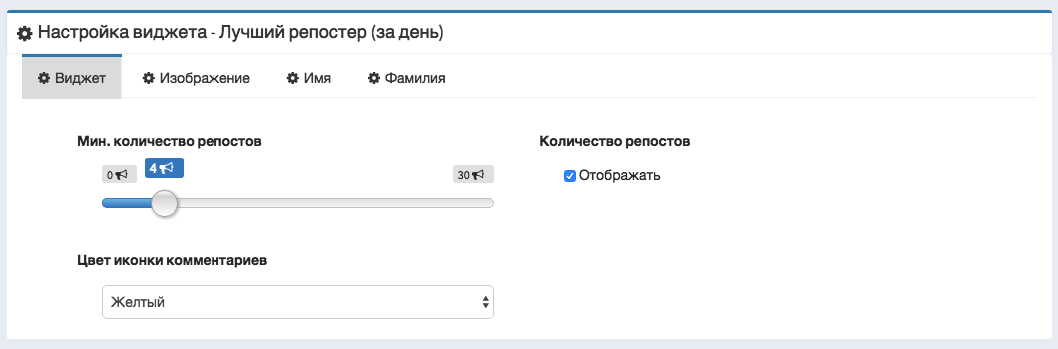 Настройка виджета - Лучший репостер (за день)
Виджет Изображение Имя Фамилия
Мин. количество репостов
0 4 30
Количество репостов
Отображать
Цвет иконки комментариев
Желтый